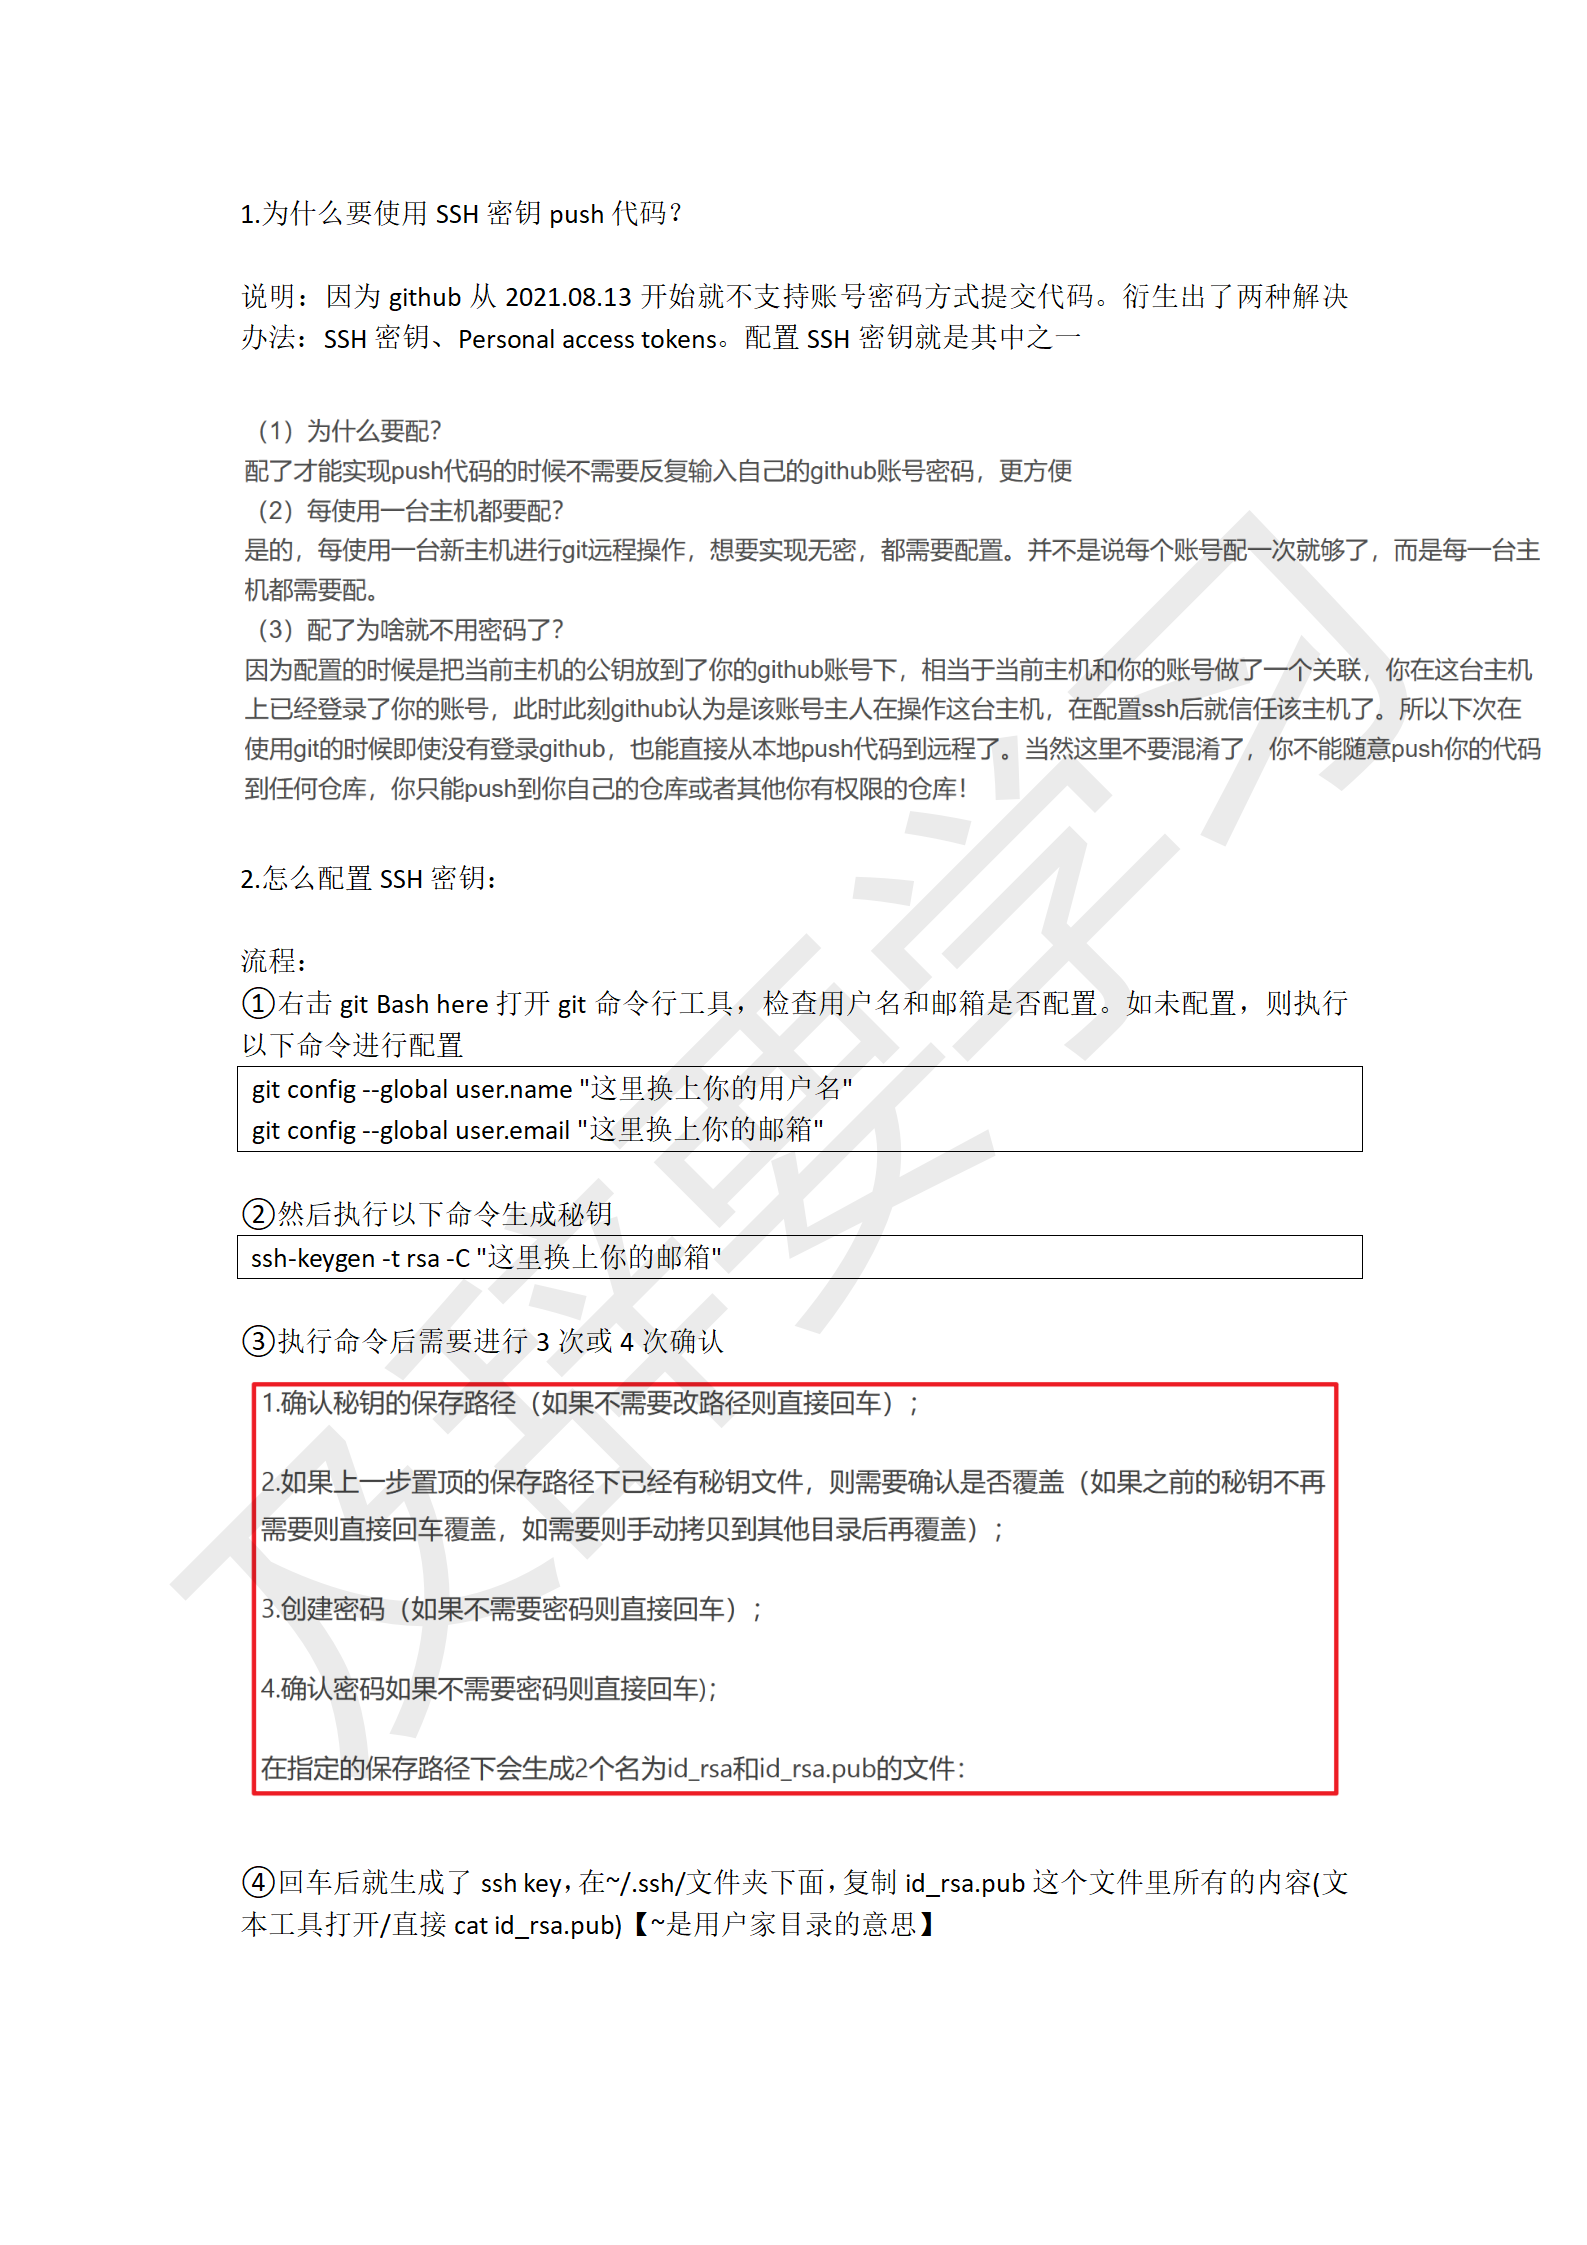 1.为什么要使用 SSH 密钥 push 代码？
说明：因为 github 从 2021.08.13 开始就不支持账号密码方式提交代码。衍生出了两种解决
办法：SSH 密钥、Personal access tokens。配置 SSH 密钥就是其中之一
（1）为什么要配？
配了才能实现push代码的时候不需要反复输入自己的github账号密码，更方便
（2）每使用一台主机都要配？
是的，每使用一台新主机进行git远程操作，想要实现无密，都需要配置。并不是说每个账号配一次就够了，而是每一台主
机都需要配。
（3）配了为啥就不用密码了？
因为配置的时候是把当前主机的公钥放到了你的github账号下，相当于当前主机和你的账号做了一个关联，你在这台主机
上已经登录了你的账号，此时此刻github认为是该账号主人在操作这台主机，在配置ssh后就信任该主机了。所以下次在
使用git的时候即使没有登录github，也能直接从本地push代码到远程了。当然这里不要混淆了，你不能随意push你的代码
到任何仓库，你只能push到你自己的仓库或者其他你有权限的仓库！
2.怎么配置 SSH 密钥：
流程：
①右击 git Bash here 打开 git 命令行工具，检查用户名和邮箱是否配置。如未配置，则执行
以下命令进行配置
git config --global user.name "这里换上你的用户名"
git config --global user.email "这里换上你的邮箱"
②然后执行以下命令生成秘钥
ssh-keygen -t rsa -C "这里换上你的邮箱"
③执行命令后需要进行 3 次或 4 次确认
1.确认秘钥的保存路径（如果不需要改路径则直接回车）；
2.如果上一步置顶的保存路径下已经有秘钥文件，则需要确认是否覆盖（如果之前的秘钥不再
需要则直接回车覆盖，如需要则手动拷贝到其他目录后再覆盖）；
3.创建密码（如果不需要密码则直接回车）；
4.确认密码如果不需要密码则直接回车)；
在指定的保存路径下会生成2个名为id_rsa和id_rsa.pub的文件：
④回车后就生成了 ssh key，在~/.ssh/文件夹下面，复制 id_rsa.pub 这个文件里所有的内容(文
本工具打开/直接 cat id_rsa.pub)【~是用户家目录的意思】
又辞要学习